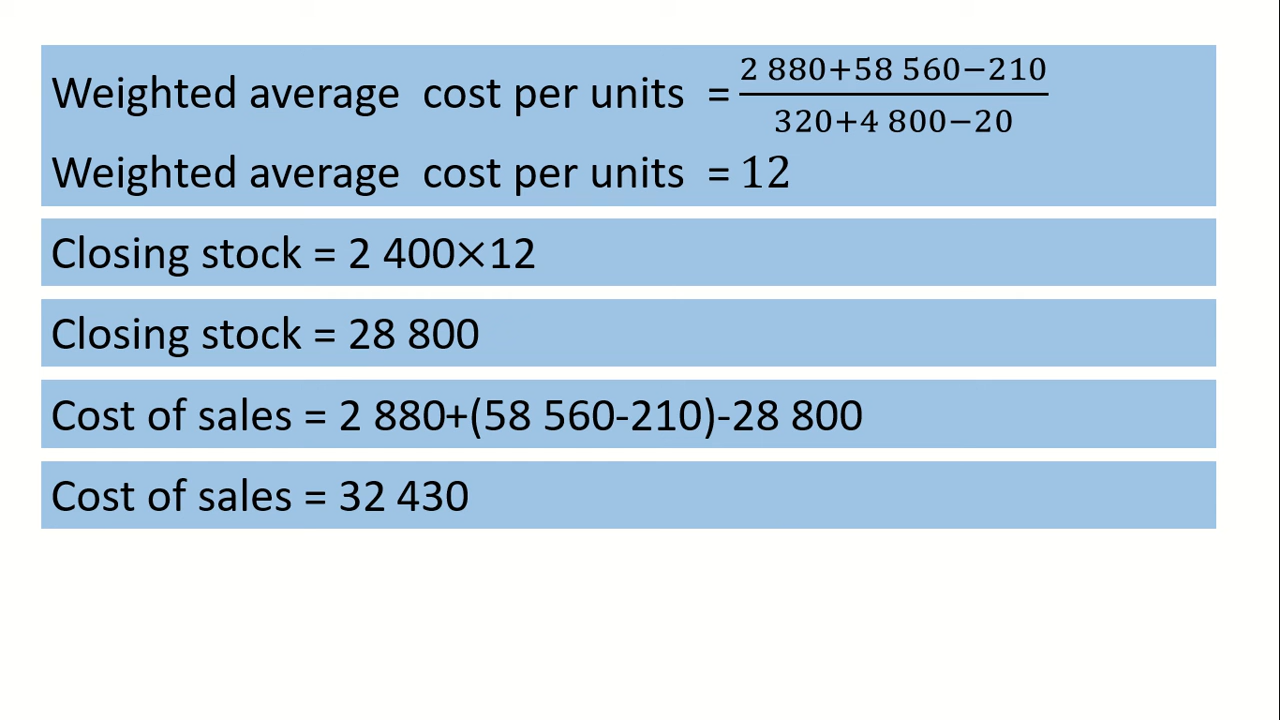 Weighted average cost per units = \frac{2 880+58 560−210}{320+4 800−20}
Weighted average cost per units = 12
Closing stock = 2 400×12
Closing stock = 28 800
Cost of sales = 2 880+(58 560-210)-28 800
Cost of sales = 32 430